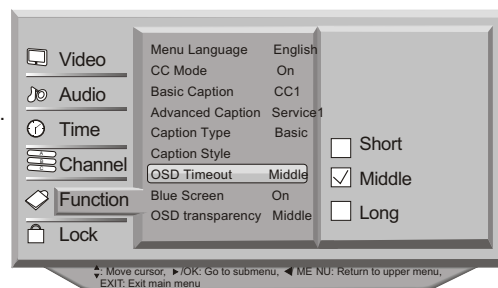 Video
Audio
Time
Channel
Function
Lock
Menu Language English
CC Mode On
Basic Caption CC1
Advanced Caption Service1
Caption Type Basic
Caption Style
OSD Timeout Middle
Blue Screen On
OSD transparency Middle
Short
Middle
Long
: Move cursor, ▶/OK: Go to submenu, ◀ ME NU: Return to upper menu,
EXIT: Exit main menu
.